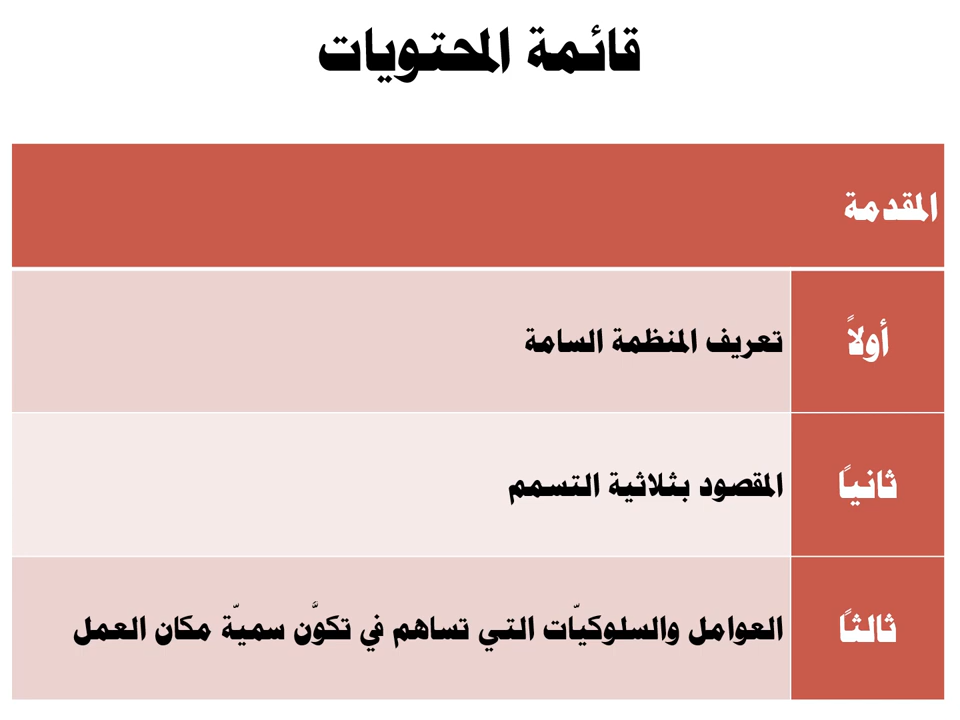 قائمة المحتويات
المقدمة
أولاً
تعريف المنظمة السامة
ثانياً
المقصود بثلاثية التسمم
ثالثاً
العوامل والسلوكيّات التي تساهم في تكوَّن سميّة مكان العمل